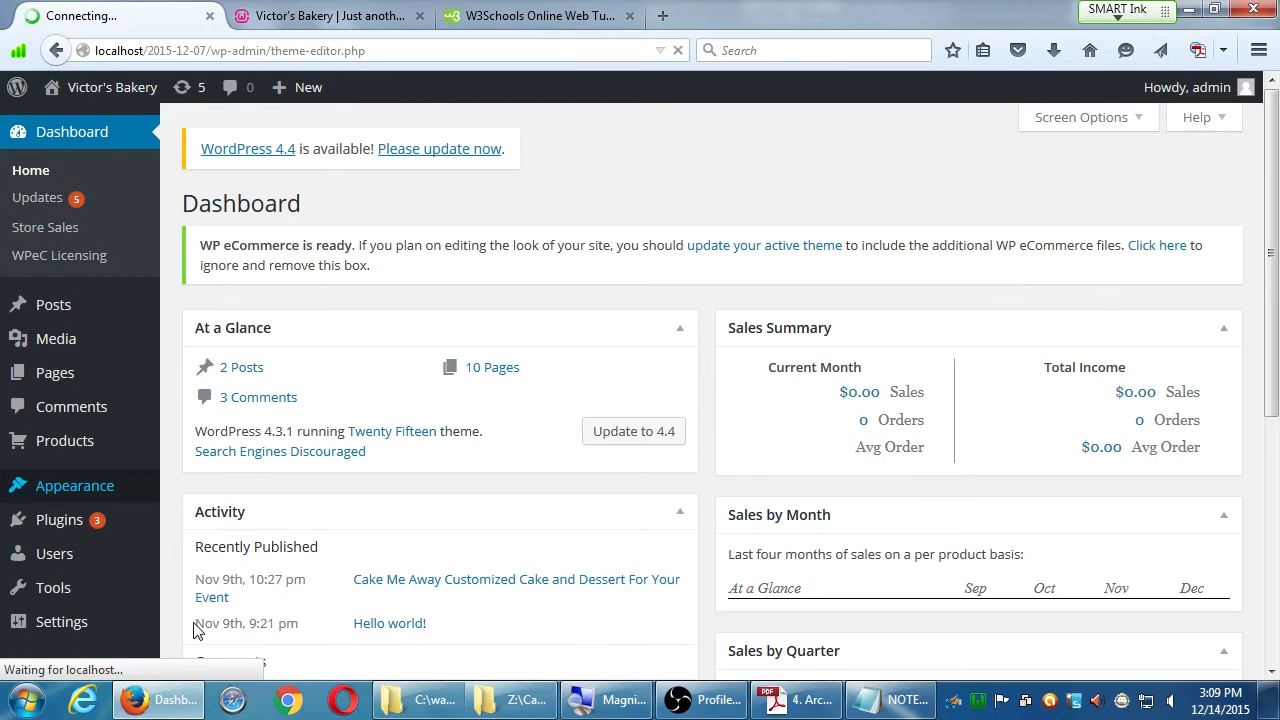 Connecting...
Victor's Bakery | Just anoth...
W3Schools Online Web Tu...
SMART Ink
localhost/2015-12-07/wp-admin/theme-editor.php
Search
Victor's Bakery
5
0
New
Howdy, admin
Dashboard
Home
Updates 5
Store Sales
WPeC Licensing
Posts
Media
Pages
Comments
Products
Appearance
Plugins 3
Users
Tools
Settings
Screen Options
Help
WordPress 4.4 is available! Please update now.
Dashboard
WP eCommerce is ready. If you plan on editing the look of your site, you should update your active theme to include the additional WP eCommerce files. Click here to
ignore and remove this box.
At a Glance
2 Posts
10 Pages
3 Comments
WordPress 4.3.1 running Twenty Fifteen theme.
Update to 4.4
Search Engines Discouraged
Activity
Recently Published
Nov 9th, 10:27 pm
Cake Me Away Customized Cake and Dessert For Your
Event
Nov 9th, 9:21 pm
Hello world!
Sales Summary
Current Month
Total Income
$0.00 Sales
$0.00 Sales
0 Orders
0 Orders
Avg Order
$0.00 Avg Order
Sales by Month
Last four months of sales on a per product basis:
At a Glance Sep Oct Nov Dec
Sales by Quarter
Waiting for localhost...
Dashb...
C:\wa...
Z:\Ca...
Magni...
Profile...
PDF
4. Arc...
NOTE...
3:09 PM
12/14/2015